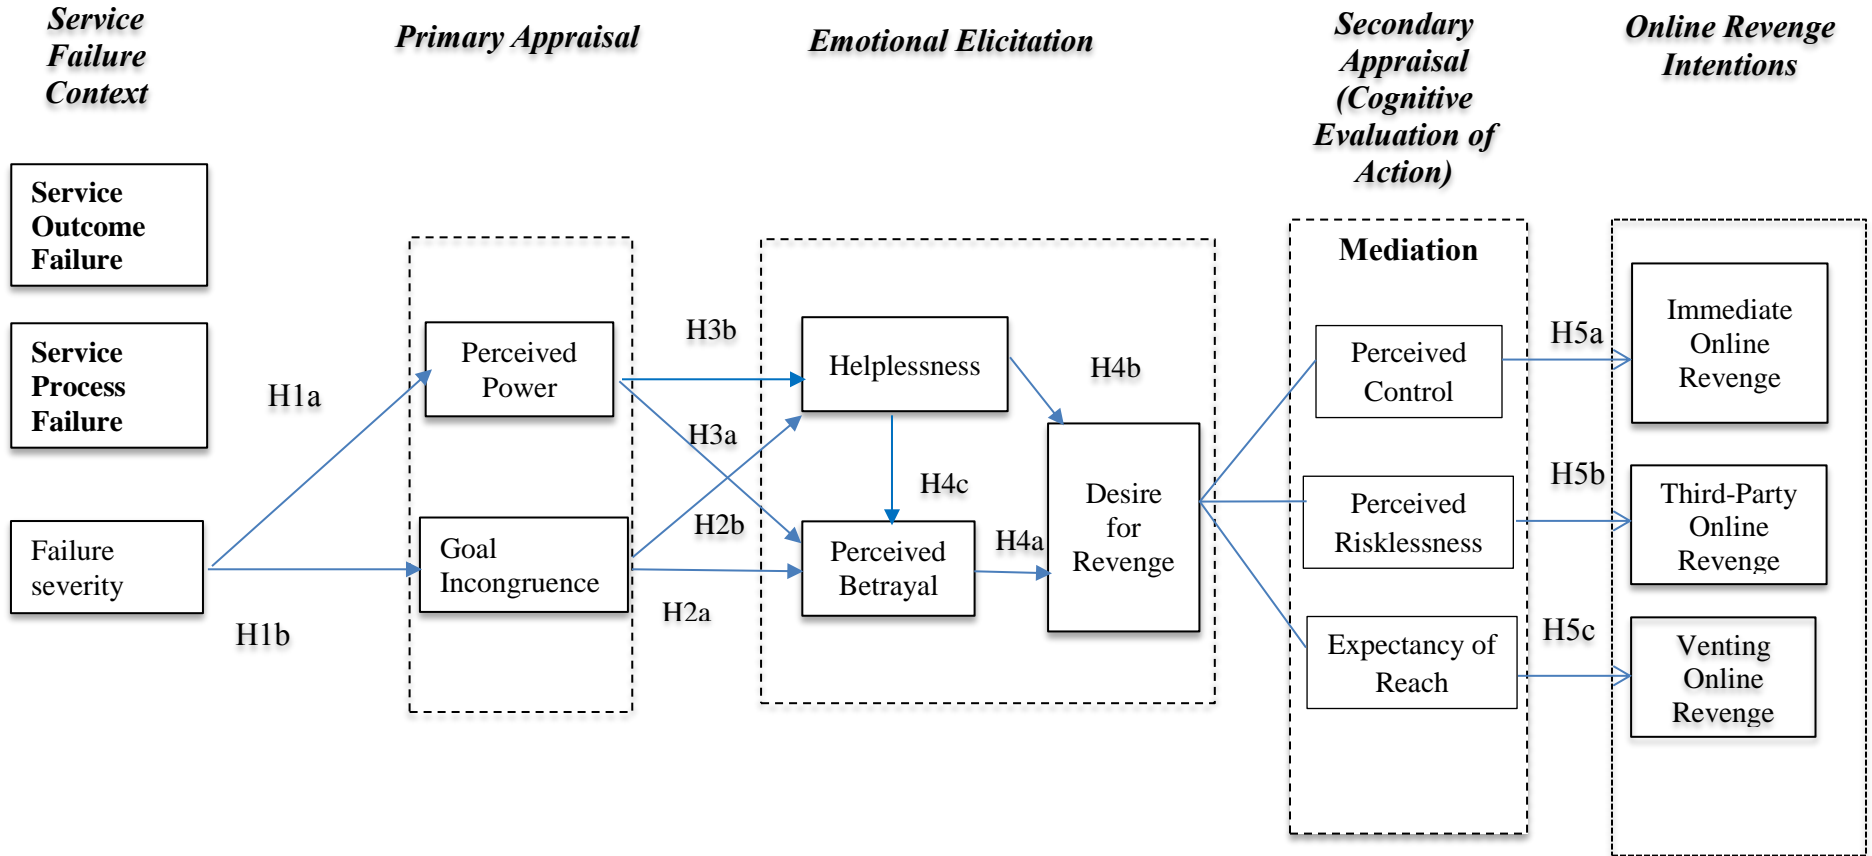 Service
Failure
Context
Primary Appraisal
Emotional Elicitation
Secondary
Appraisal
(Cognitive
Evaluation of
Action)
Online Revenge
Intentions
Service
Outcome
Failure
Service
Process
Failure
Failure
severity
H1a
H1b
Perceived
Power
Goal
Incongruence
H3b
H3a
H2b
H2a
Helplessness
H4c
Perceived
Betrayal
H4b
H4a
Desire
for
Revenge
Mediation
Perceived
Control
Perceived
Risklessness
Expectancy of
Reach
H5a
H5b
H5c
Immediate
Online
Revenge
Third-Party
Online
Revenge
Venting
Online
Revenge